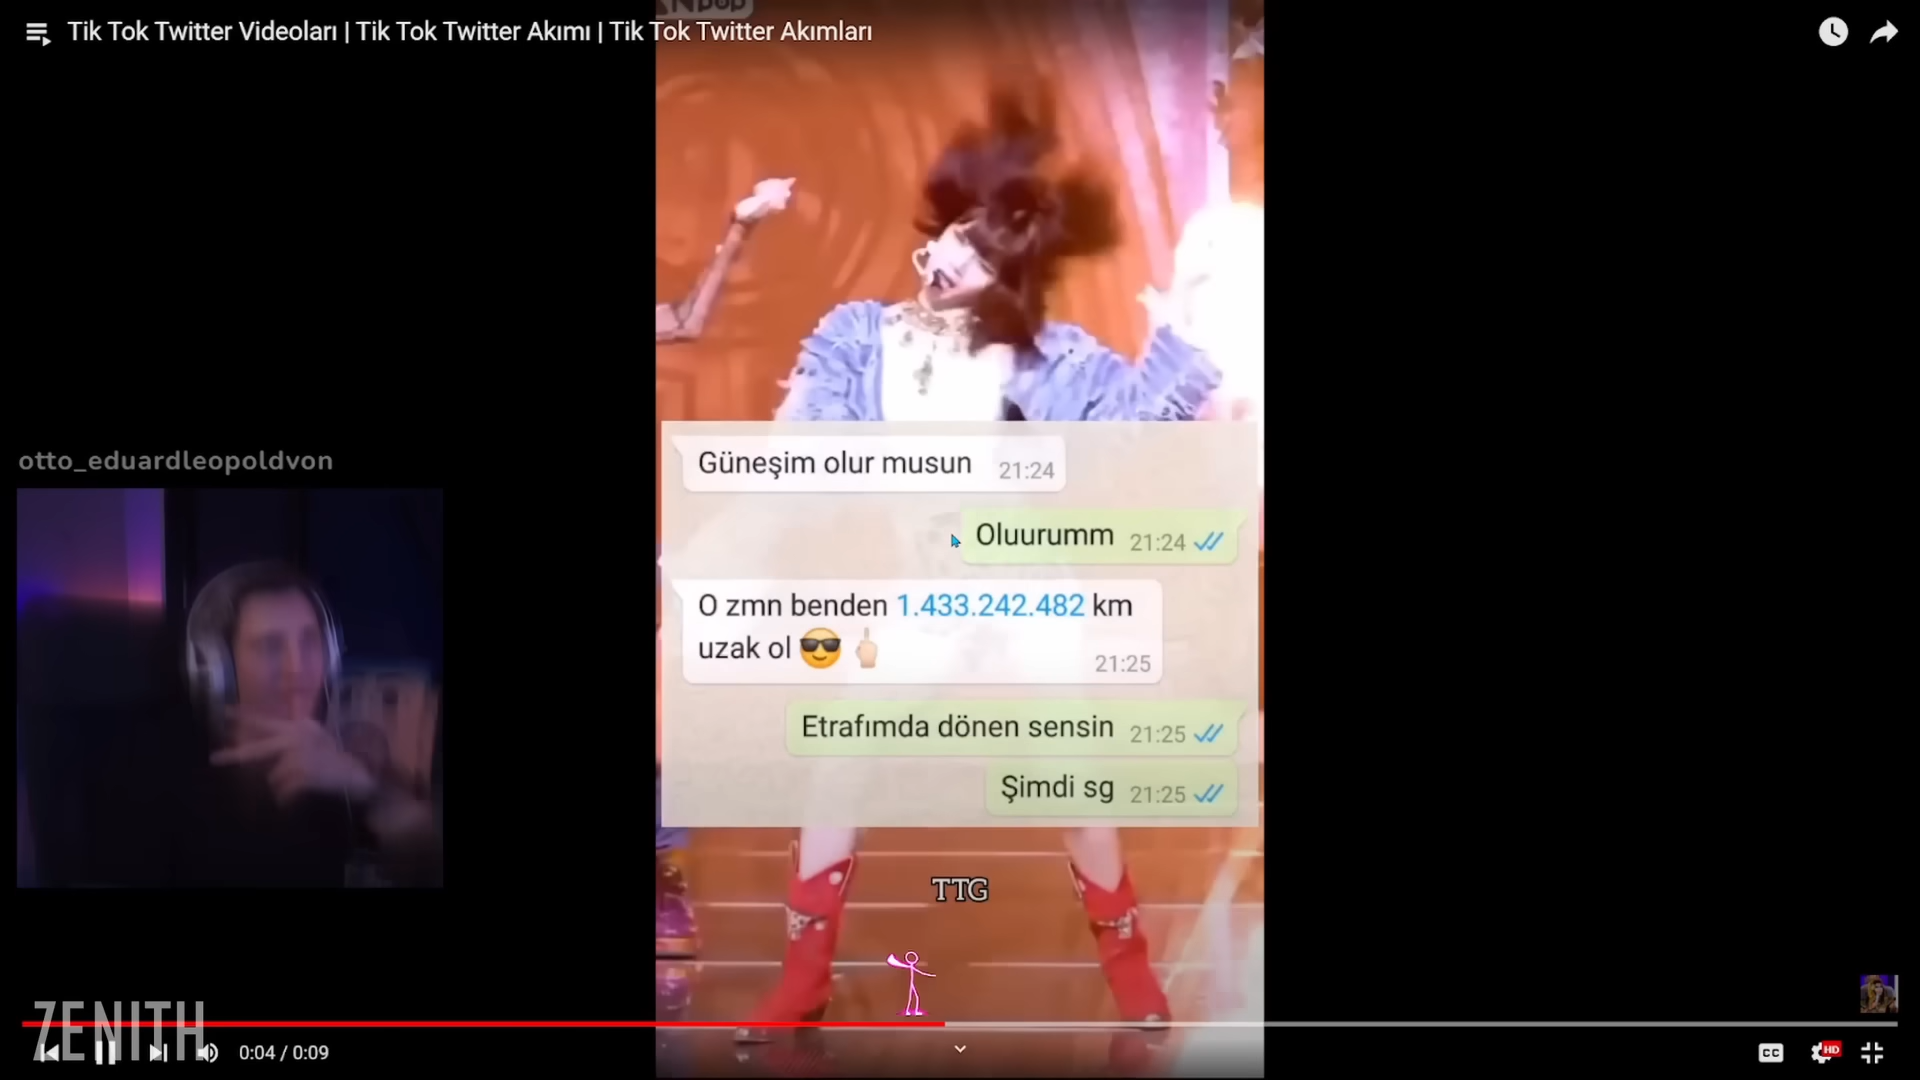 Tik Tok Twitter Videoları | Tik Tok Twitter Akımı | Tik Tok Twitter Akımları
otto_eduardleopoldvon
Güneşim olur musun 21:24
Oluurumm 21:24
O zmn benden 1.433.242.482 km
uzak ol 😎🖕🏻
21:25
Etrafımda dönen sensin 21:25
Şimdi sg 21:25
TTG
ZENITH
0:04 / 0:09
CC
HD